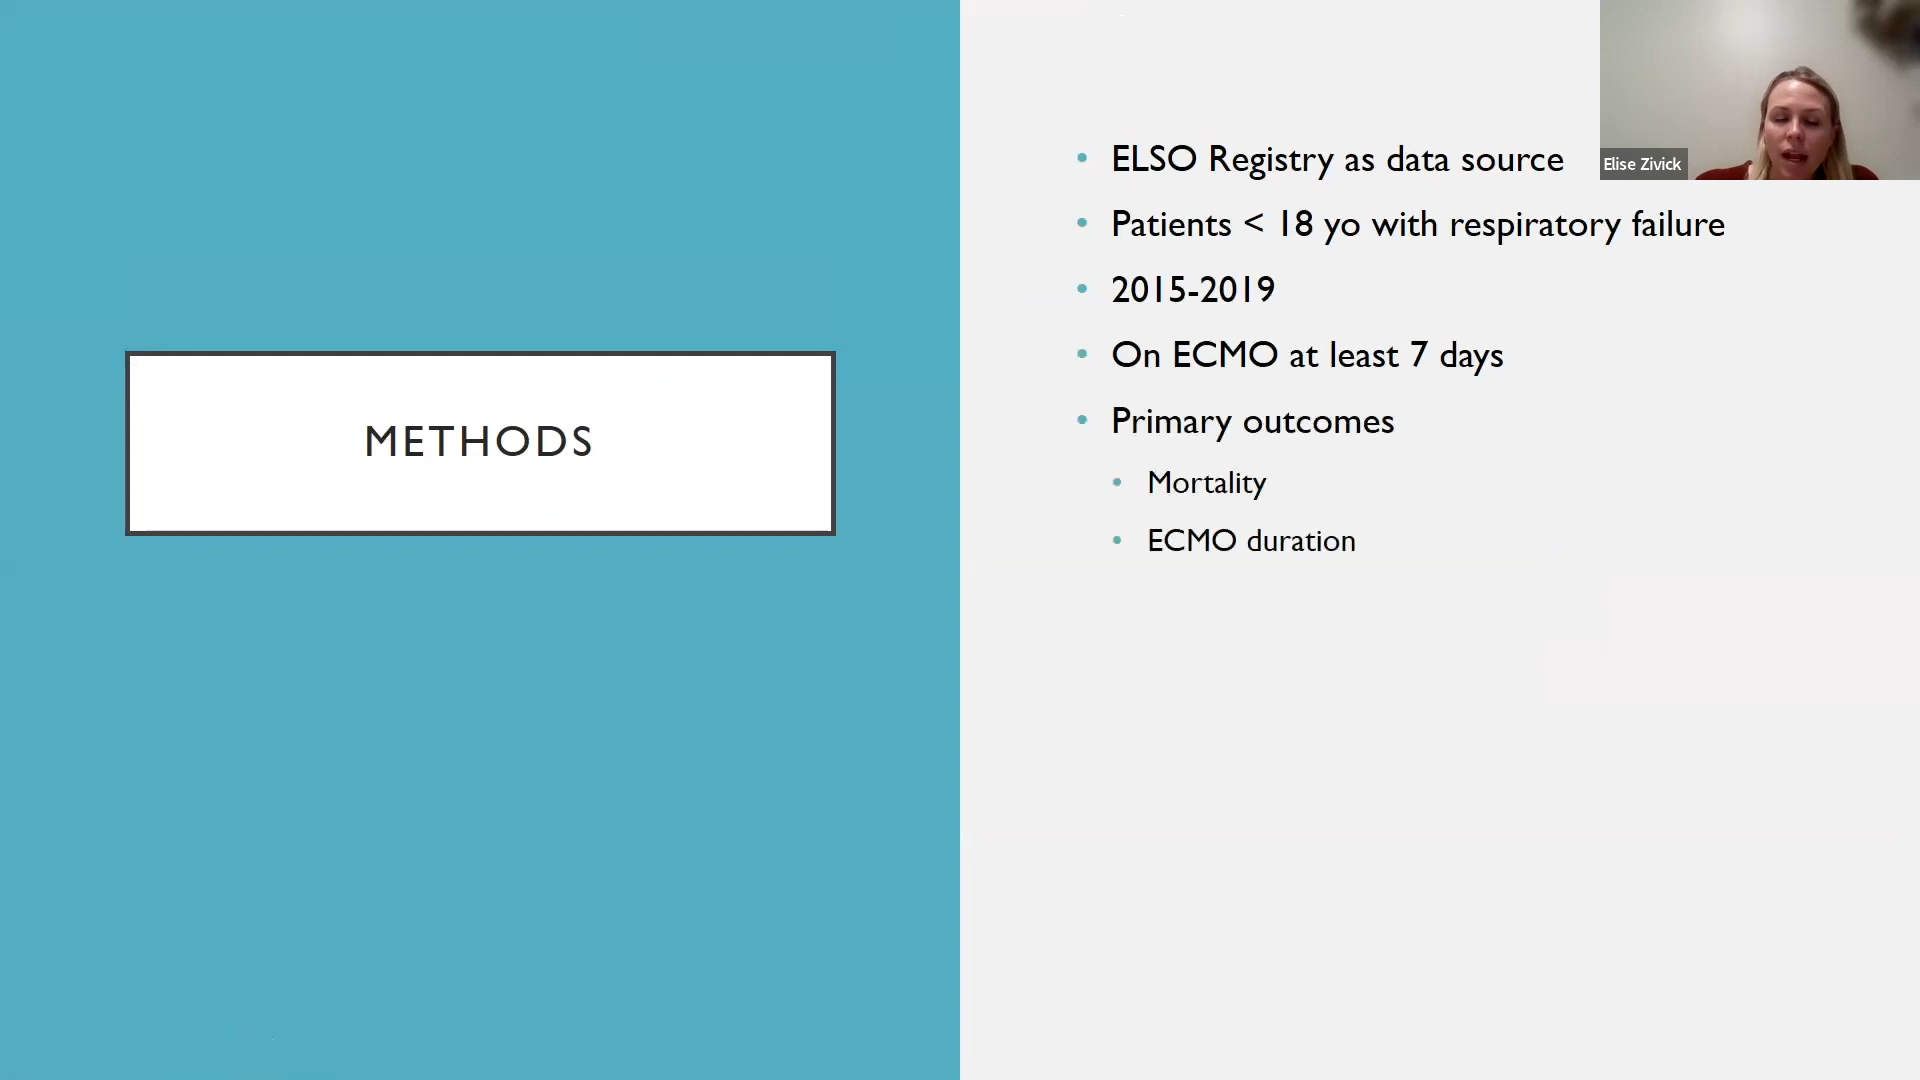 METHODS
ELSO Registry as data source
Patients < 18 yo with respiratory failure
2015-2019
On ECMO at least 7 days
Primary outcomes
Mortality
ECMO duration
Elise Zivick